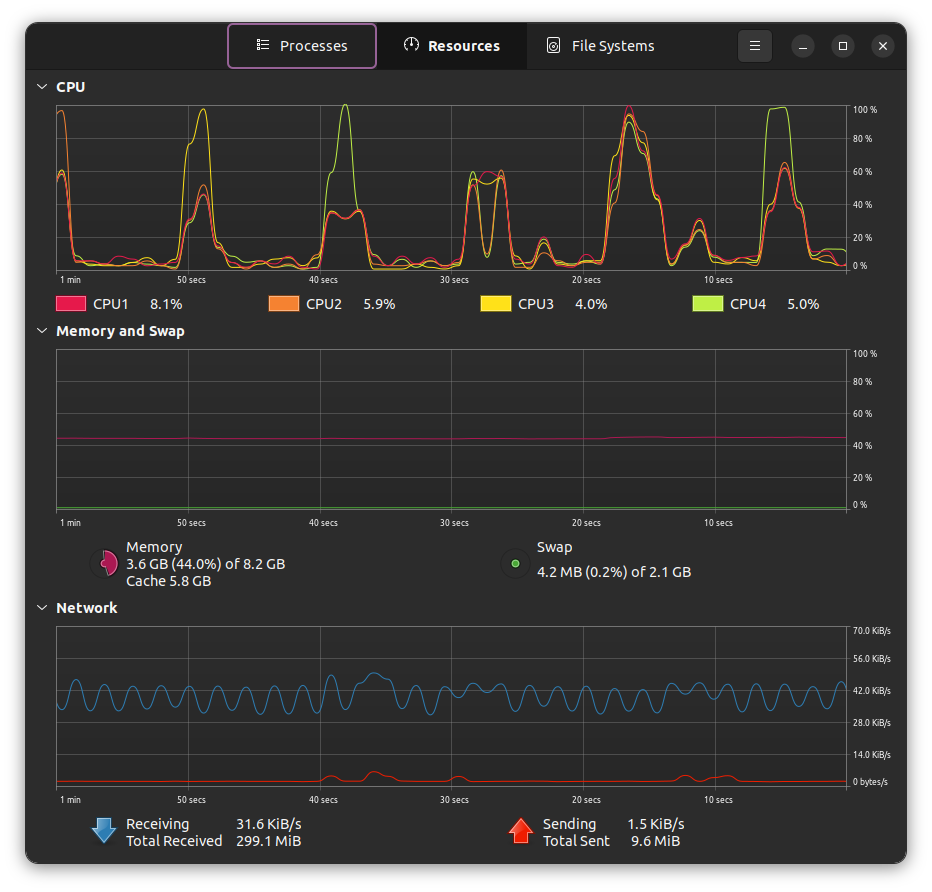 Processes Resources File Systems
CPU
100 %
80 %
60 %
40 %
20 %
0 %
1 min 50 secs 40 secs 30 secs 20 secs 10 secs
CPU1 8.1% CPU2 5.9% CPU3 4.0% CPU4 5.0%
Memory and Swap
100 %
80 %
60 %
40 %
20 %
0 %
1 min 50 secs 40 secs 30 secs 20 secs 10 secs
Memory
3.6 GB (44.0%) of 8.2 GB
Cache 5.8 GB
Swap
4.2 MB (0.2%) of 2.1 GB
Network
70.0 KiB/s
56.0 KiB/s
42.0 KiB/s
28.0 KiB/s
14.0 KiB/s
0 bytes/s
1 min 50 secs 40 secs 30 secs 20 secs 10 secs
Receiving 31.6 KiB/s
Total Received 299.1 MiB
Sending 1.5 KiB/s
Total Sent 9.6 MiB